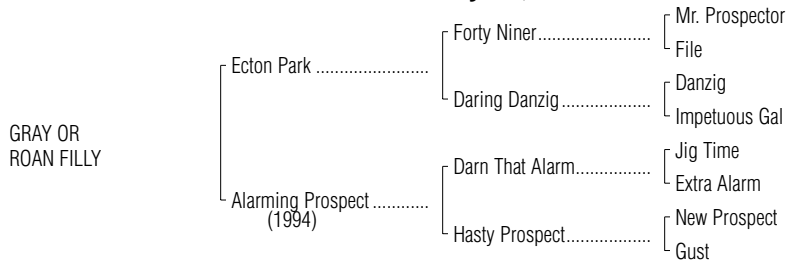 Mr. Prospector
Forty Niner........................
File
Ecton Park ........................
Danzig
Daring Danzig...................
Impetuous Gal
GRAY OR
ROAN FILLY
Jig Time
Darn That Alarm................
Extra Alarm
Alarming Prospect ............
(1994)
New Prospect
Hasty Prospect..................
Gust